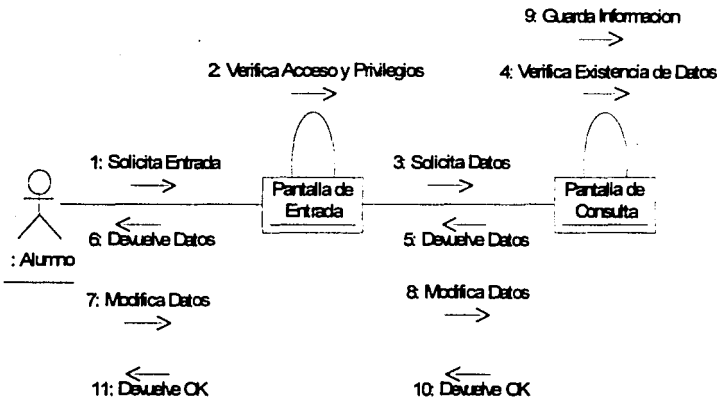 9: Guarda Informacion
2: Verifica Acceso y Privilegios
4: Verifica Existencia de Datos
1: Solicita Entrada
3: Solicita Datos
Pantalla de
Entrada
Pantalla de
Consulta
6: Devuelve Datos
5: Devuelve Datos
: Alumno
7: Modifica Datos
8: Modifica Datos
11: Devuelve OK
10: Devuelve OK